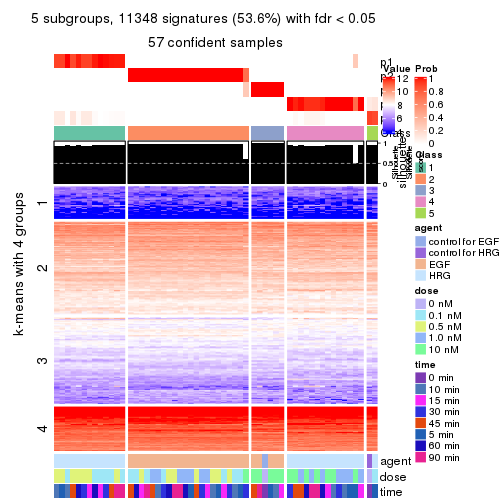 5 subgroups, 11348 signatures (53.6%) with fdr < 0.05
57 confident samples
k-means with 4 groups
1
2
3
4
p1
Class
1
0.5
0
silhouette
agent
dose
time
Value
12
10
8
6
Prob
1
0.8
0.6
0.4
0.2
0
Class
1
2
3
4
5
agent
control for EGF
control for HRG
EGF
HRG
dose
0 nM
0.1 nM
0.5 nM
1.0 nM
10 nM
time
0 min
10 min
15 min
30 min
45 min
5 min
60 min
90 min